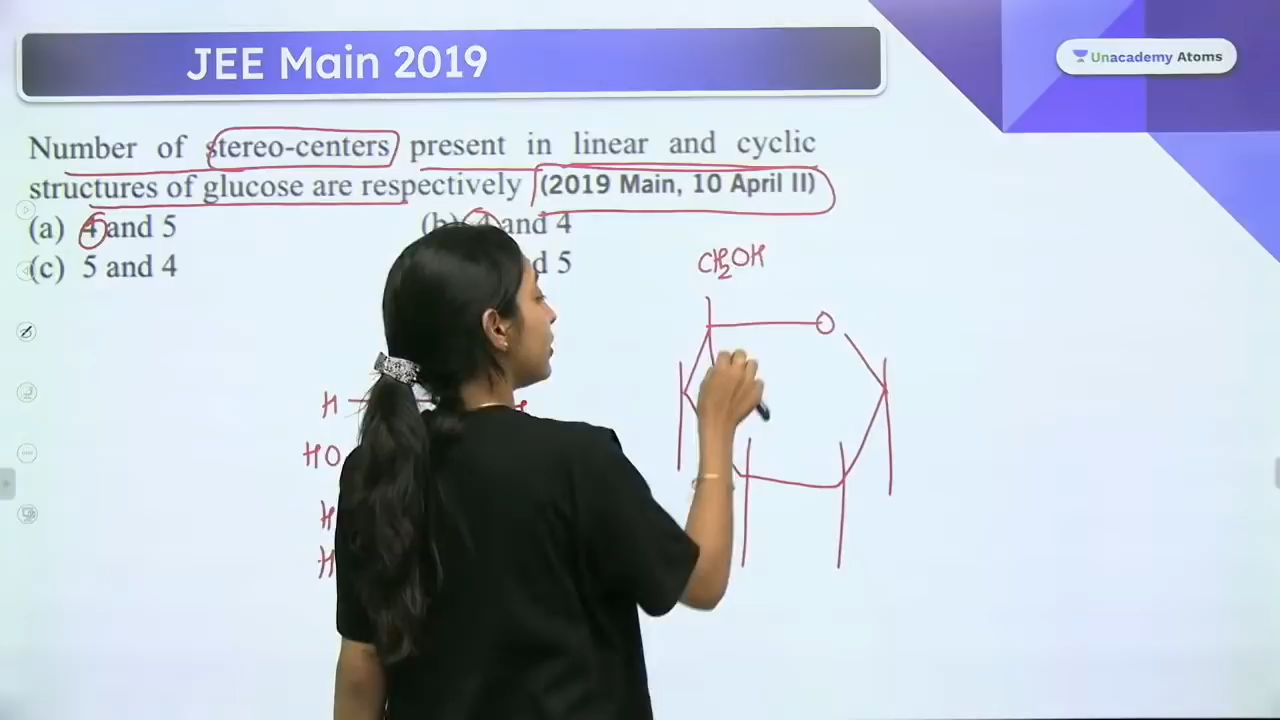 JEE Main 2019
Unacademy Atoms
Number of stereo-centers present in linear and cyclic
structures of glucose are respectively (2019 Main, 10 April II)
(a) 4 and 5
(b) 4 and 4
(c) 5 and 4
d 5
CH2OH
O
H
HO
H
H